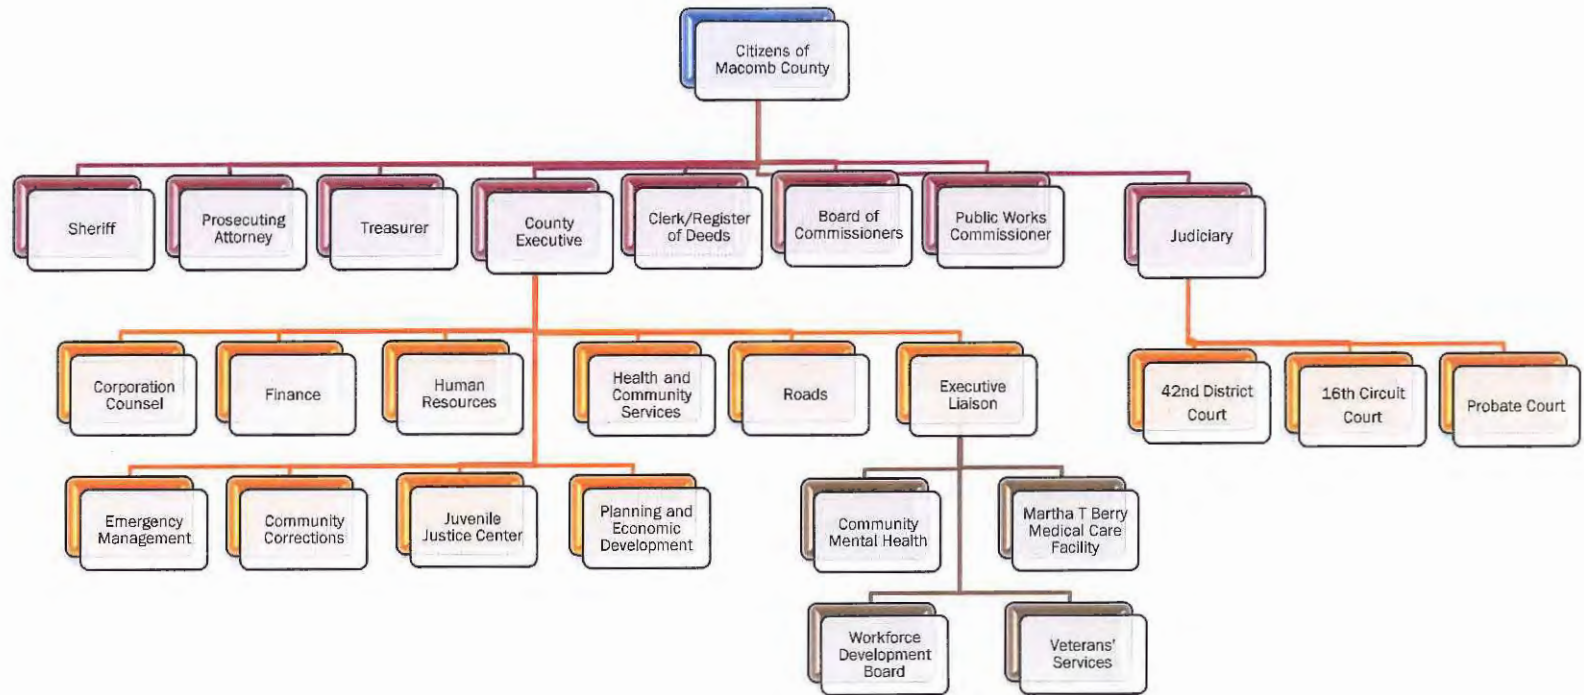 Citizens of
Macomb County
Sheriff
Prosecuting
Attorney
Treasurer
County
Executive
Clerk/Register
of Deeds
Board of
Commissioners
Public Works
Commissioner
Judiciary
Corporation
Counsel
Finance
Human
Resources
Health and
Community
Services
Roads
Executive
Liaison
42nd District
Court
16th Circuit
Court
Probate Court
Emergency
Management
Community
Corrections
Juvenile
Justice Center
Planning and
Economic
Development
Community
Mental Health
Martha T Berry
Medical Care
Facility
Workforce
Development
Board
Veterans'
Services